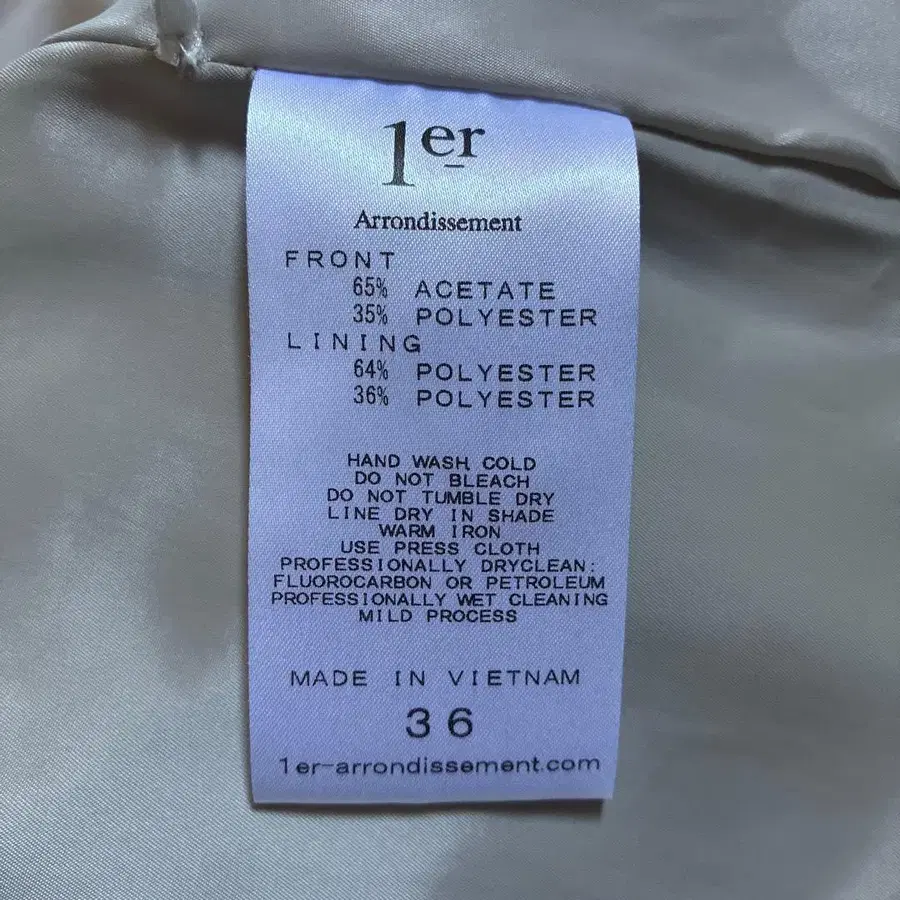 1er
Arrondissement
FRONT
65% ACETATE
35% POLYESTER
LINING
64% POLYESTER
36% POLYESTER
HAND WASH COLD
DO NOT BLEACH
DO NOT TUMBLE DRY
LINE DRY IN SHADE
WARM IRON
USE PRESS CLOTH
PROFESSIONALLY DRYCLEAN:
FLUOROCARBON OR PETROLEUM
PROFESSIONALLY WET CLEANING
MILD PROCESS
MADE IN VIETNAM
36
1er-arrondissement.com